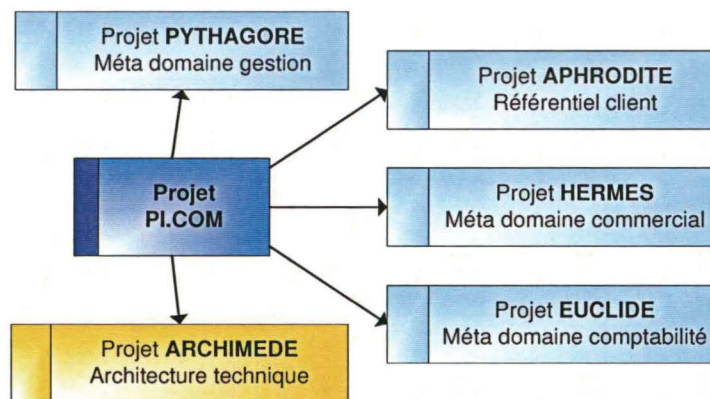 Projet PYTHAGORE
Méta domaine gestion
Projet APHRODITE
Référentiel client
Projet
PI.COM
Projet HERMES
Méta domaine commercial
Projet EUCLIDE
Méta domaine comptabilité
Projet ARCHIMEDE
Architecture technique